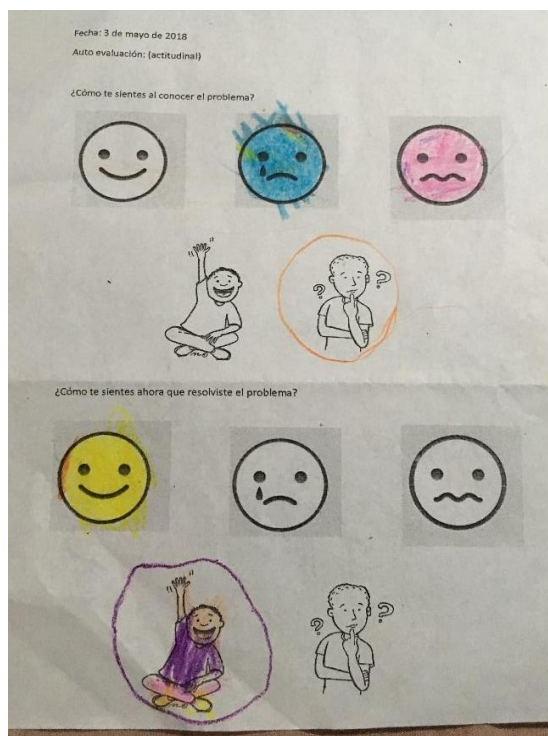 Fecha: 3 de mayo de 2018
Auto evaluación: (actitudinal)
¿Cómo te sientes al conocer el problema?
? ?
¿Cómo te sientes ahora que resolviste el problema?
? ?